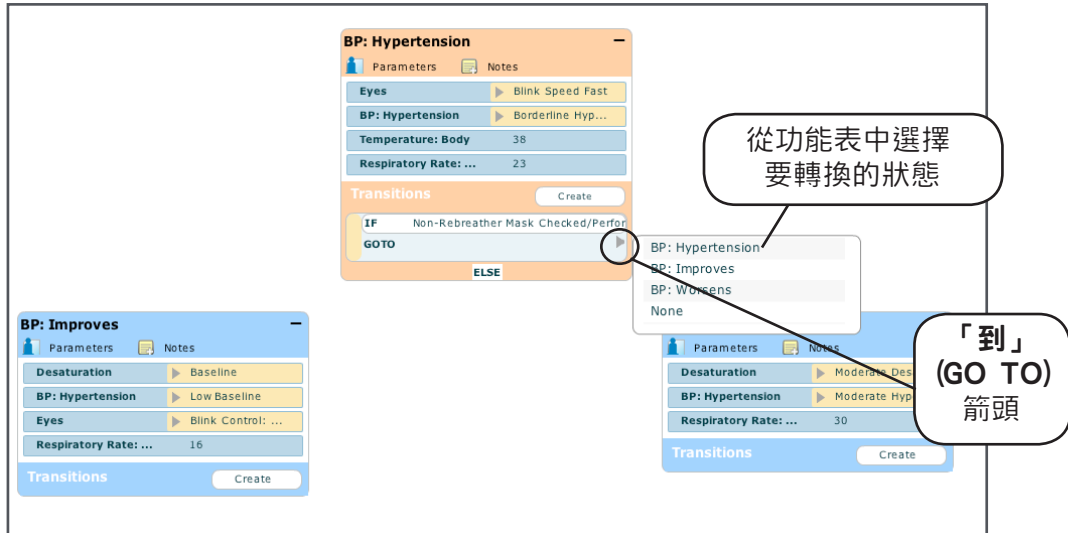 BP: Hypertension
Parameters Notes
Eyes Blink Speed Fast
BP: Hypertension Borderline Hyp...
Temperature: Body 38
Respiratory Rate: ... 23
Transitions Create
IF Non-Rebreather Mask Checked/Perfor
GOTO
ELSE
從功能表中選擇
要轉換的狀態
BP: Hypertension
BP: Improves
BP: Worsens
None
「到」
(GO TO)
箭頭
BP: Improves
Parameters Notes
Desaturation Baseline
BP: Hypertension Low Baseline
Eyes Blink Control: ...
Respiratory Rate: ... 16
Transitions Create
Parameters Notes
Desaturation Moderate Des
BP: Hypertension Moderate Hyp
Respiratory Rate: ... 30
Transitions Create